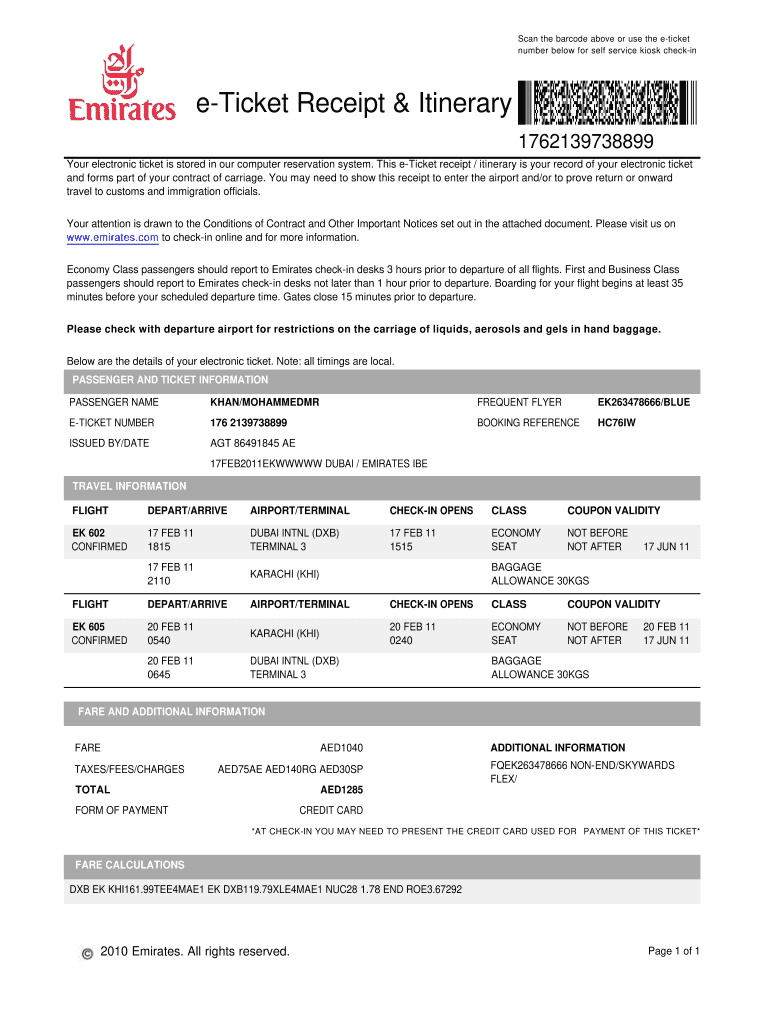 Scan the barcode above or use the e-ticket
number below for self service kiosk check-in
Emirates
e-Ticket Receipt & Itinerary
1762139738899
Your electronic ticket is stored in our computer reservation system. This e-Ticket receipt / itinerary is your record of your electronic ticket
and forms part of your contract of carriage. You may need to show this receipt to enter the airport and/or to prove return or onward
travel to customs and immigration officials.
Your attention is drawn to the Conditions of Contract and Other Important Notices set out in the attached document. Please visit us on
www.emirates.com to check-in online and for more information.
Economy Class passengers should report to Emirates check-in desks 3 hours prior to departure of all flights. First and Business Class
passengers should report to Emirates check-in desks not later than 1 hour prior to departure. Boarding for your flight begins at least 35
minutes before your scheduled departure time. Gates close 15 minutes prior to departure.
Please check with departure airport for restrictions on the carriage of liquids, aerosols and gels in hand baggage.
Below are the details of your electronic ticket. Note: all timings are local.
PASSENGER AND TICKET INFORMATION
PASSENGER NAME KHAN/MOHAMMEDMR FREQUENT FLYER EK263478666/BLUE
E-TICKET NUMBER 176 2139738899 BOOKING REFERENCE HC76IW
ISSUED BY/DATE AGT 86491845 AE
17FEB2011EKWWWWW DUBAI / EMIRATES IBE
TRAVEL INFORMATION
FLIGHT DEPART/ARRIVE AIRPORT/TERMINAL CHECK-IN OPENS CLASS COUPON VALIDITY
EK 602 17 FEB 11 DUBAI INTNL (DXB) 17 FEB 11 ECONOMY NOT BEFORE
CONFIRMED 1815 TERMINAL 3 1515 SEAT NOT AFTER 17 JUN 11
17 FEB 11 KARACHI (KHI) BAGGAGE
2110 ALLOWANCE 30KGS
FLIGHT DEPART/ARRIVE AIRPORT/TERMINAL CHECK-IN OPENS CLASS COUPON VALIDITY
EK 605 20 FEB 11 KARACHI (KHI) 20 FEB 11 ECONOMY NOT BEFORE 20 FEB 11
CONFIRMED 0540 0240 SEAT NOT AFTER 17 JUN 11
20 FEB 11 DUBAI INTNL (DXB) BAGGAGE
0645 TERMINAL 3 ALLOWANCE 30KGS
FARE AND ADDITIONAL INFORMATION
FARE AED1040 ADDITIONAL INFORMATION
TAXES/FEES/CHARGES AED75AE AED140RG AED30SP FQEK263478666 NON-END/SKYWARDS
FLEX/
TOTAL AED1285
FORM OF PAYMENT CREDIT CARD
*AT CHECK-IN YOU MAY NEED TO PRESENT THE CREDIT CARD USED FOR PAYMENT OF THIS TICKET*
FARE CALCULATIONS
DXB EK KHI161.99TEE4MAE1 EK DXB119.79XLE4MAE1 NUC28 1.78 END ROE3.67292
© 2010 Emirates. All rights reserved. Page 1 of 1